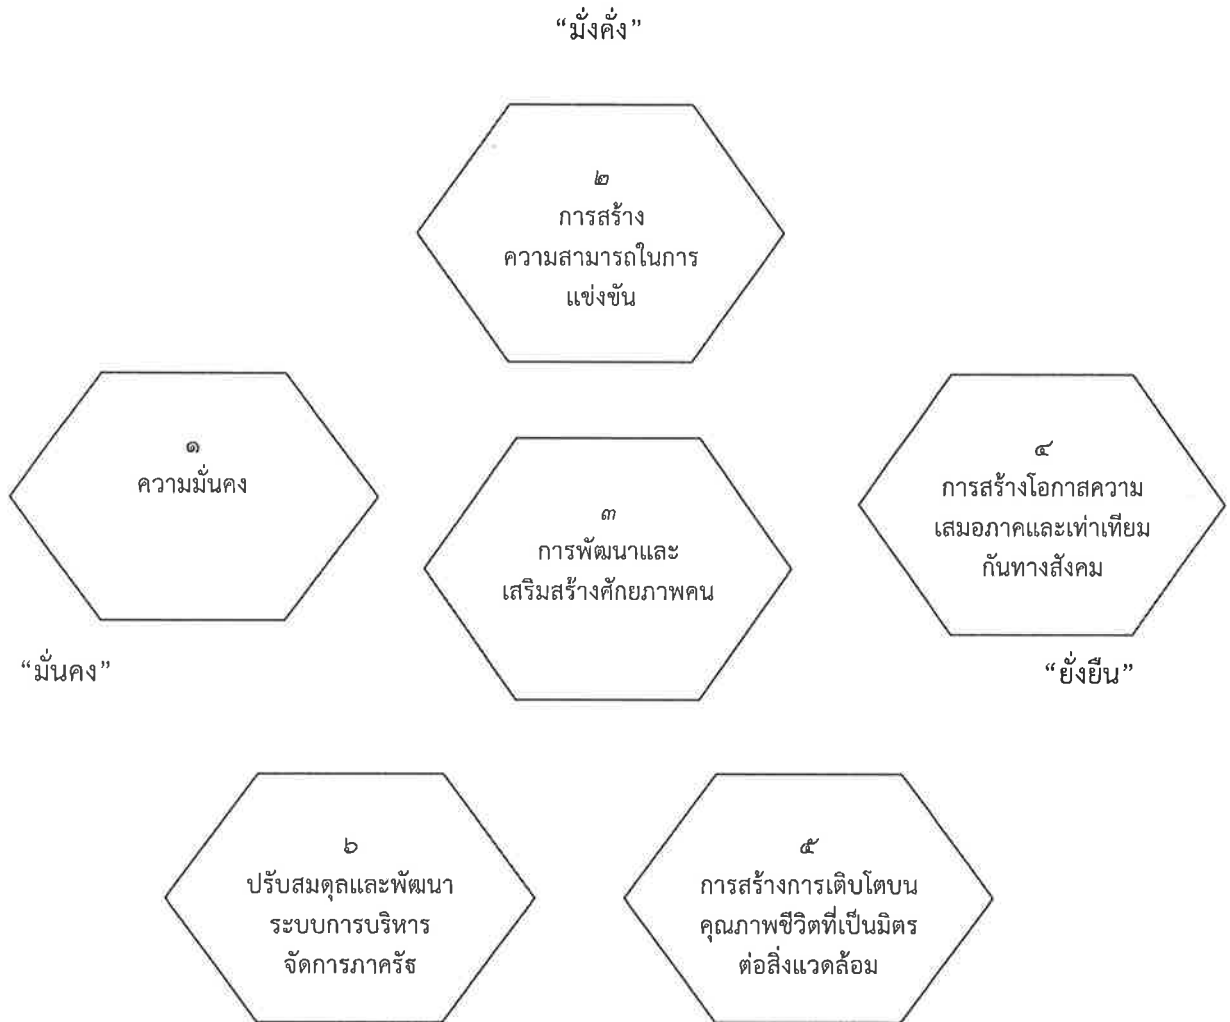 “มั่งคั่ง”
๒
การสร้าง
ความสามารถในการ
แข่งขัน
๑
ความมั่นคง
๓
การพัฒนาและ
เสริมสร้างศักยภาพคน
๔
การสร้างโอกาสความ
เสมอภาคและเท่าเทียม
กันทางสังคม
“มั่นคง”
“ยั่งยืน”
๖
ปรับสมดุลและพัฒนา
ระบบการบริหาร
จัดการภาครัฐ
๕
การสร้างการเติบโตบน
คุณภาพชีวิตที่เป็นมิตร
ต่อสิ่งแวดล้อม